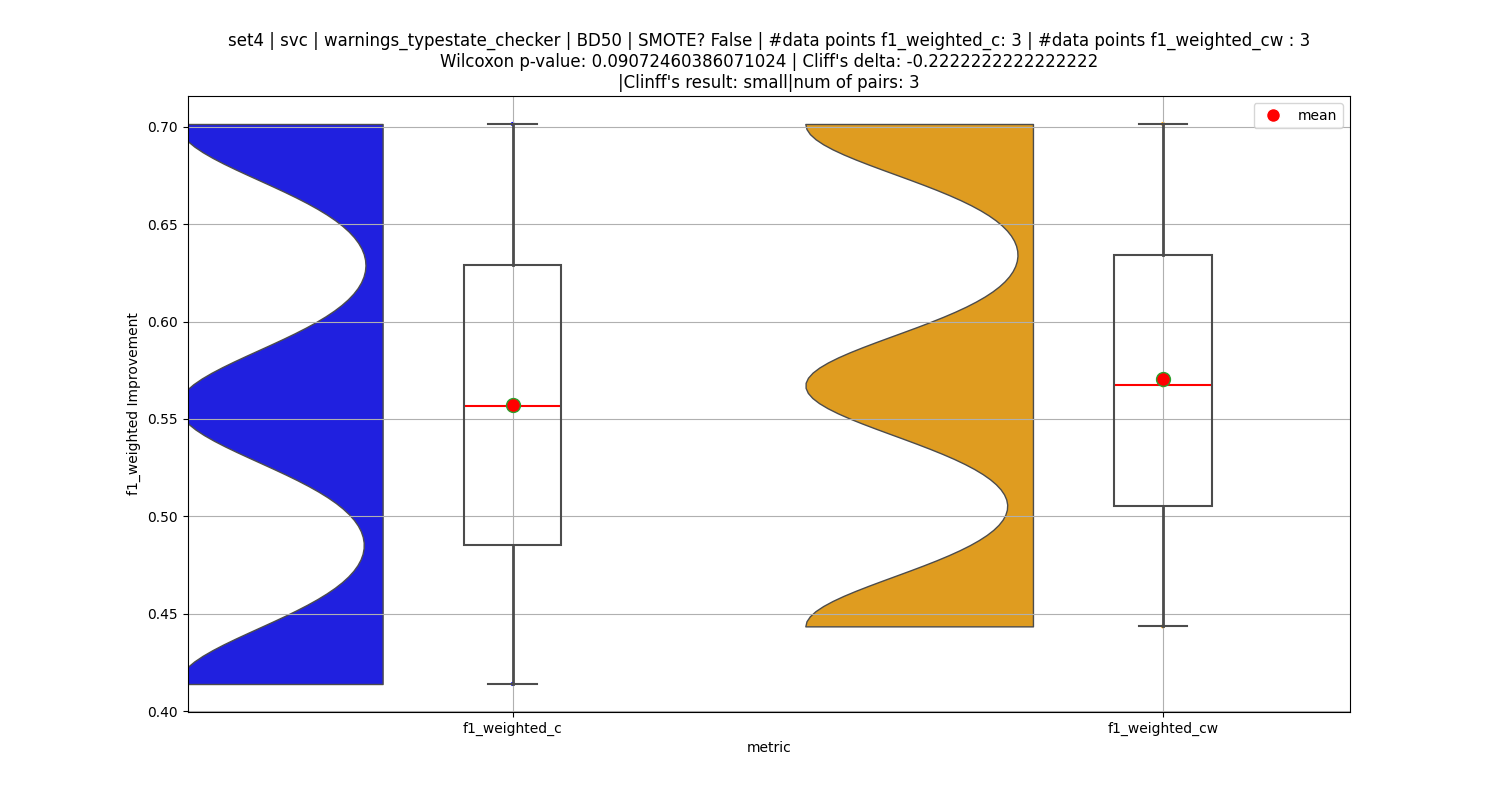 set4 | svc | warnings_typestate_checker | BD50 | SMOTE? False | #data points f1_weighted_c: 3 | #data points f1_weighted_cw : 3
Wilcoxon p-value: 0.09072460386071024 | Cliff's delta: -0.2222222222222222
|Clinff's result: small|num of pairs: 3
mean
0.70
0.65
0.60
0.55
0.50
0.45
0.40
f1_weighted Improvement
f1_weighted_c
f1_weighted_cw
metric